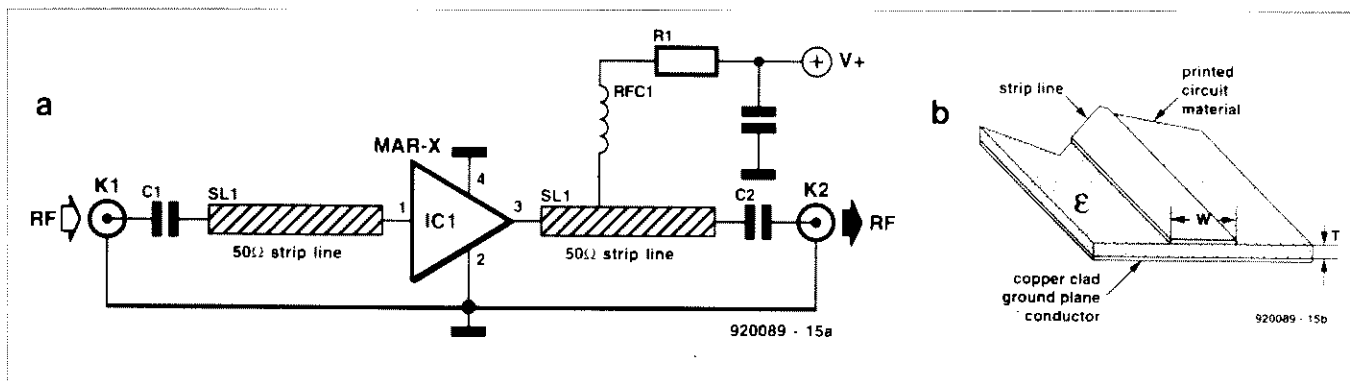 a
RF
K1
C1
SL1
50Ω strip line
MAR-X
1
IC1
4
2
3
SL1
50Ω strip line
RFC1
R1
V+
C2
K2
RF
920089 - 15a
b
strip line
printed
circuit
material
ε
W
T
copper clad
ground plane
conductor
920089 - 15b